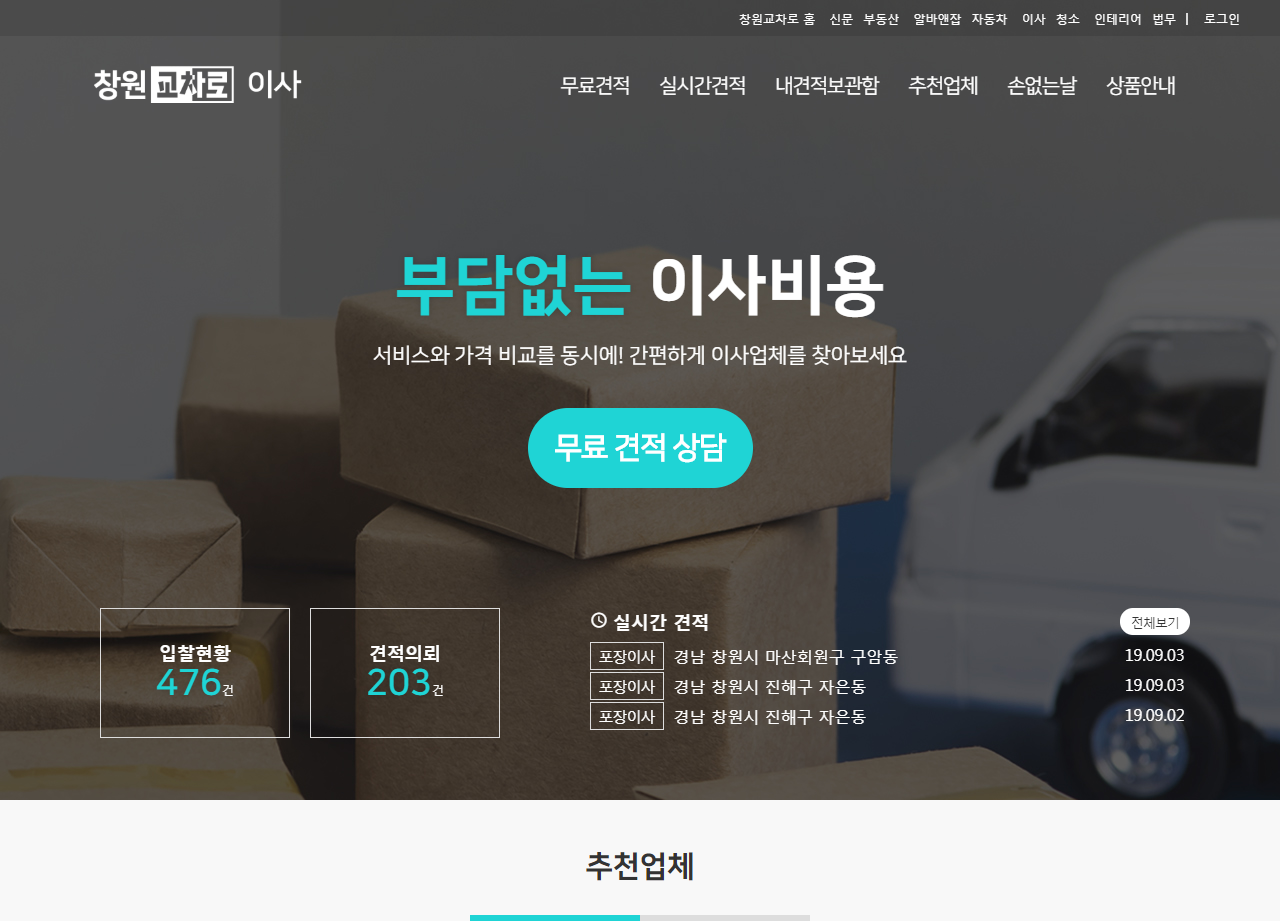 창원교차로 홈 신문 부동산 알바앤잡 자동차 이사 청소 인테리어 법무 | 로그인
창원교차로 이사
무료견적 실시간견적 내견적보관함 추천업체 손없는날 상품안내
부담없는 이사비용
서비스와 가격 비교를 동시에! 간편하게 이사업체를 찾아보세요
무료 견적 상담
입찰현황
476건
견적의뢰
203건
실시간 견적 전체보기
포장이사 경남 창원시 마산회원구 구암동 19.09.03
포장이사 경남 창원시 진해구 자은동 19.09.03
포장이사 경남 창원시 진해구 자은동 19.09.02
추천업체